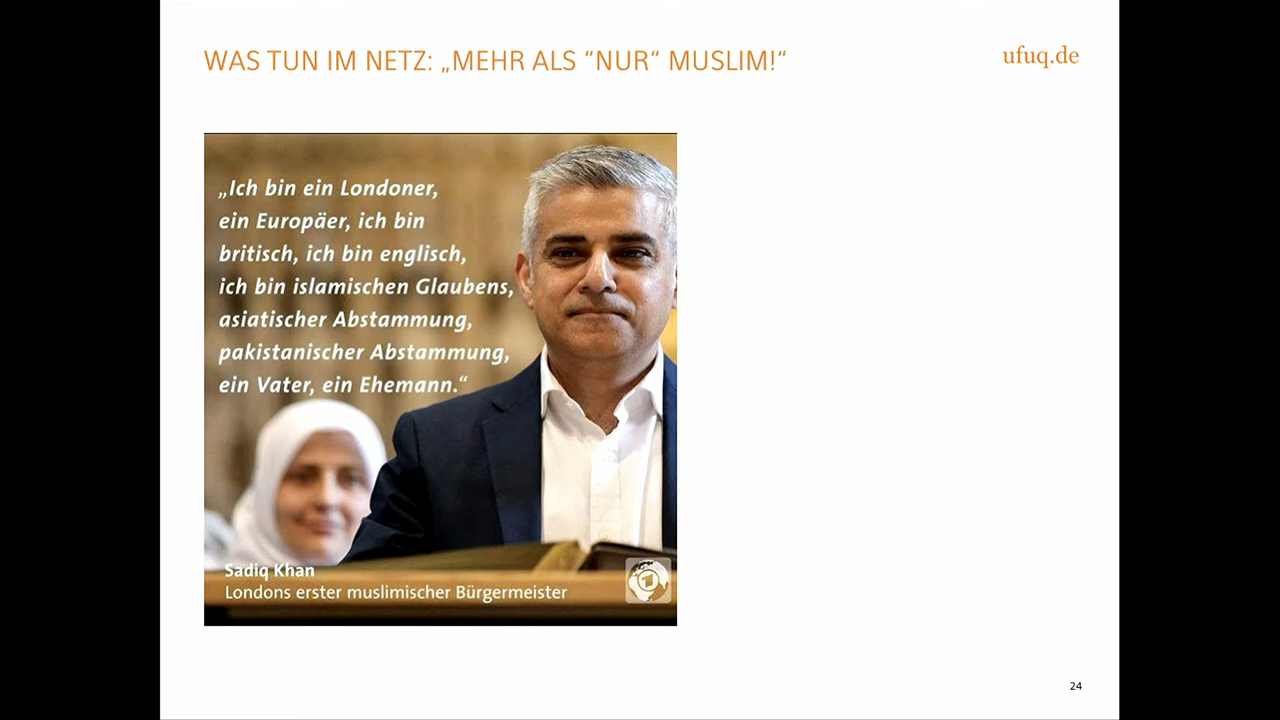 WAS TUN IM NETZ: „MEHR ALS “NUR“ MUSLIM!“
ufuq.de
„Ich bin ein Londoner,
ein Europäer, ich bin
britisch, ich bin englisch,
ich bin islamischen Glaubens,
asiatischer Abstammung,
pakistanischer Abstammung,
ein Vater, ein Ehemann.“
Sadiq Khan
Londons erster muslimischer Bürgermeister
24